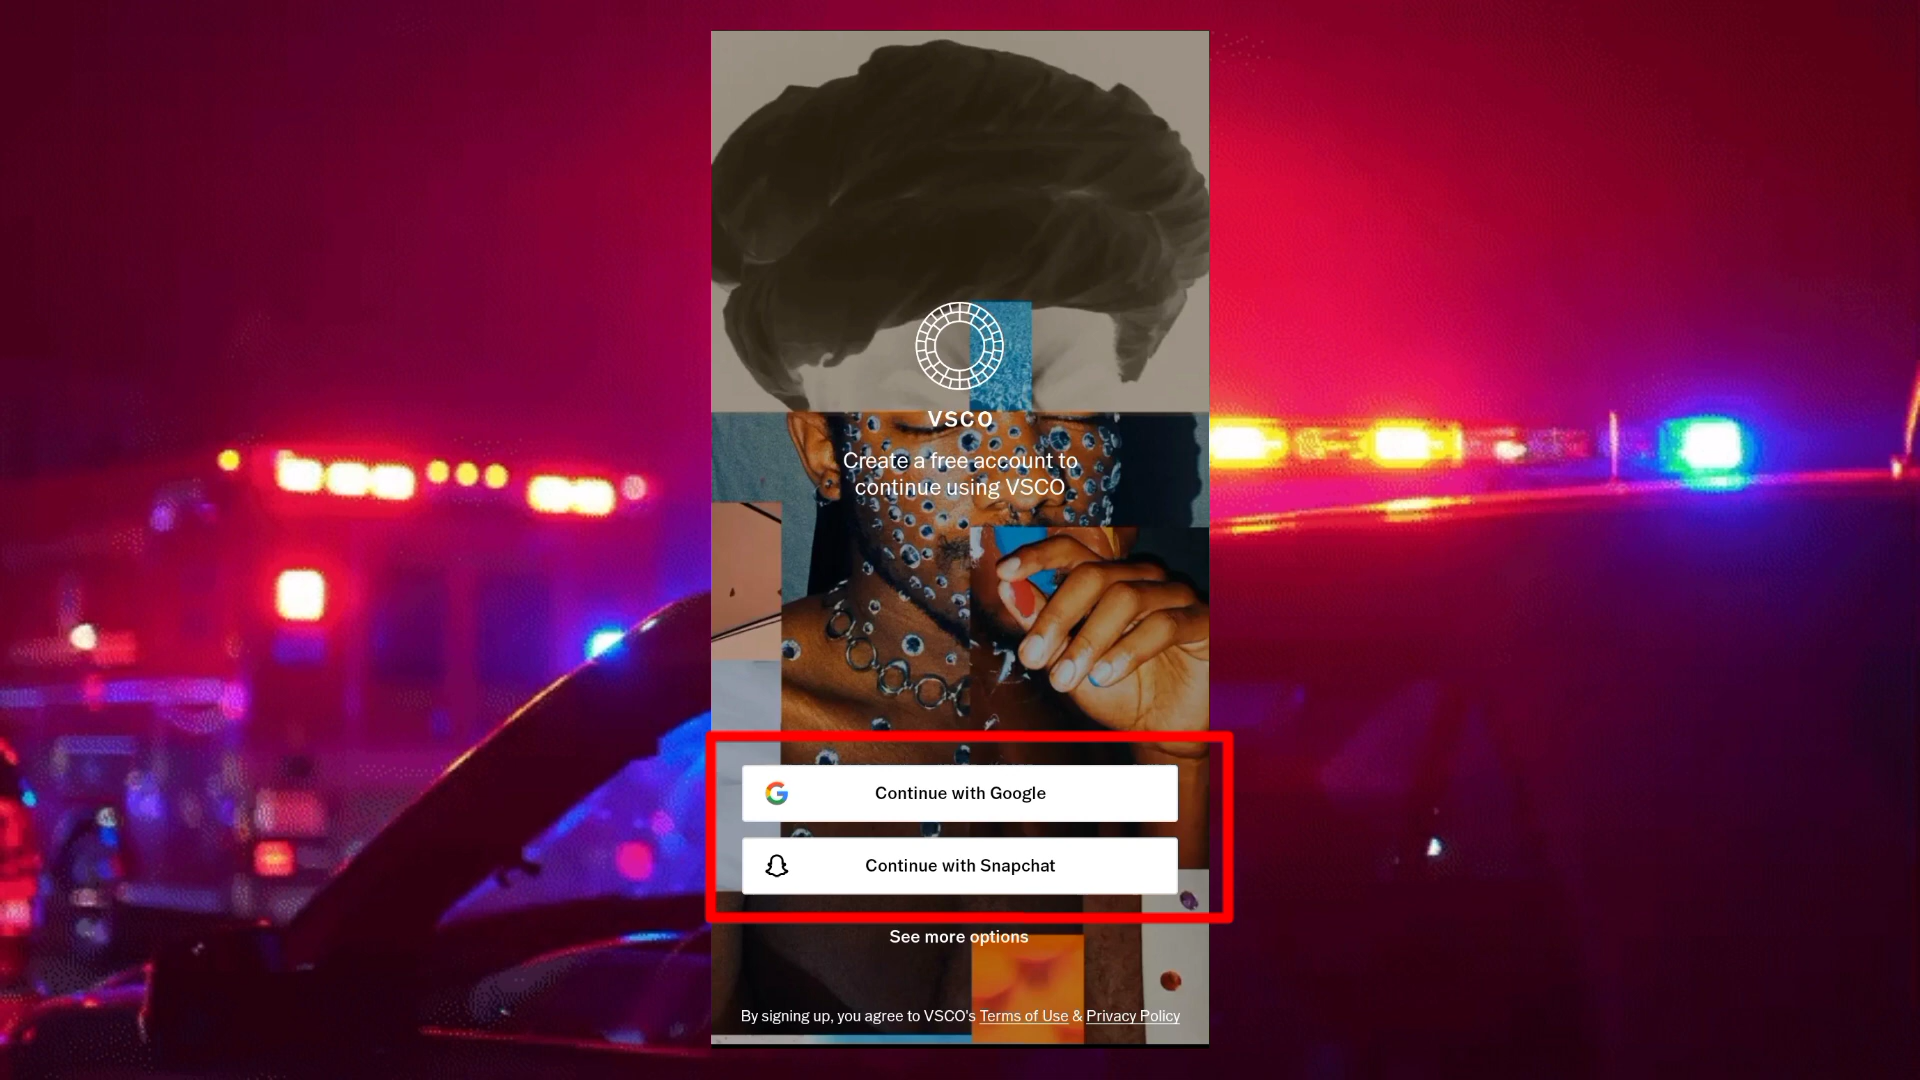 VSCO
Create a free account to
continue using VSCO
Continue with Google
Continue with Snapchat
See more options
By signing up, you agree to VSCO's Terms of Use & Privacy Policy